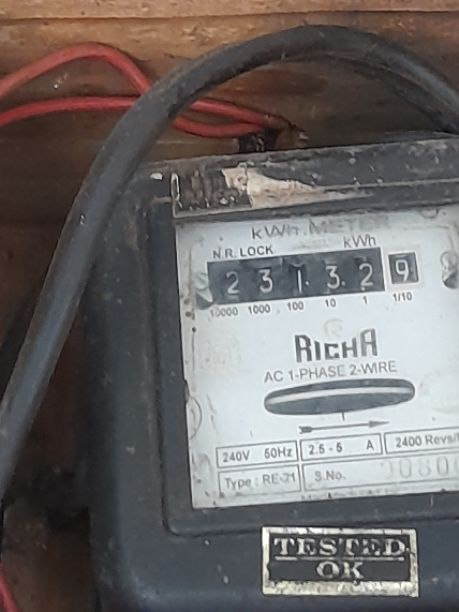 kWh. METER
N.R. LOCK kWh
2 3 1 3 2 9
10000 1000 100 10 1 1/10
RICHA
AC 1-PHASE 2-WIRE
240V 50Hz 2.5 - 5 A 2400
Type : RE-21 S.No.
TESTED
OK